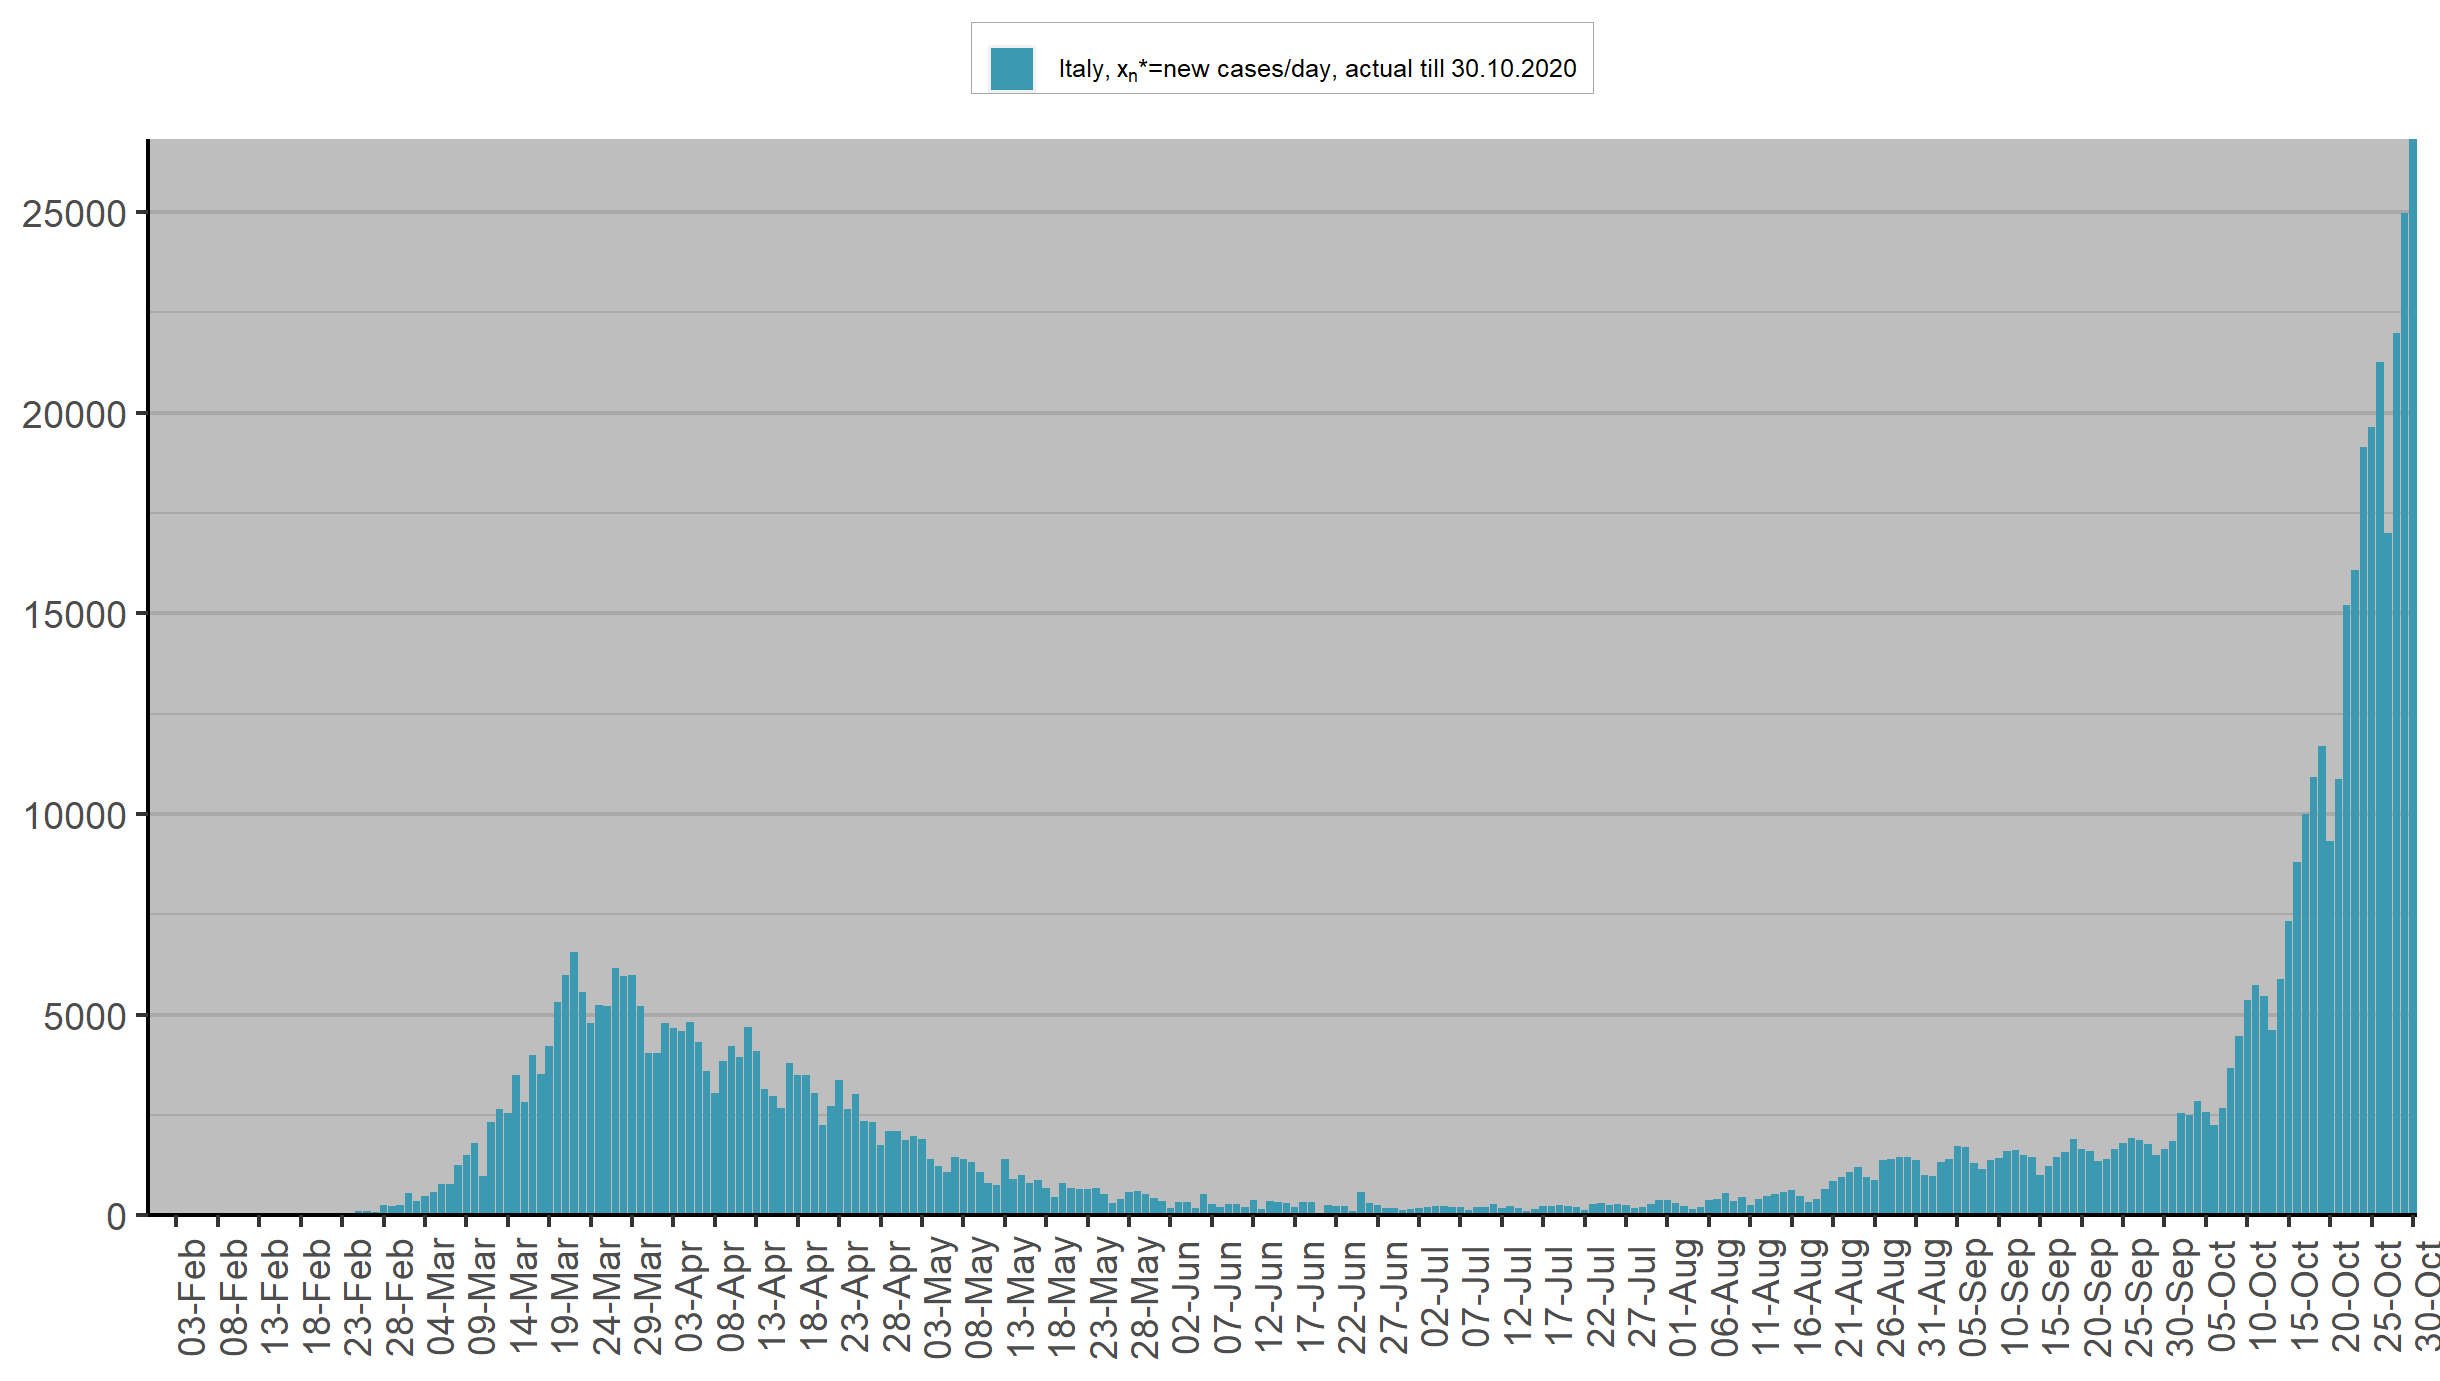 Italy, xn*=new cases/day, actual till 30.10.2020
25000
20000
15000
10000
5000
0
03-Feb
08-Feb
13-Feb
18-Feb
23-Feb
28-Feb
04-Mar
09-Mar
14-Mar
19-Mar
24-Mar
29-Mar
03-Apr
08-Apr
13-Apr
18-Apr
23-Apr
28-Apr
03-May
08-May
13-May
18-May
23-May
28-May
02-Jun
07-Jun
12-Jun
17-Jun
22-Jun
27-Jun
02-Jul
07-Jul
12-Jul
17-Jul
22-Jul
27-Jul
01-Aug
06-Aug
11-Aug
16-Aug
21-Aug
26-Aug
31-Aug
05-Sep
10-Sep
15-Sep
20-Sep
25-Sep
30-Sep
05-Oct
10-Oct
15-Oct
20-Oct
25-Oct
30-Oct